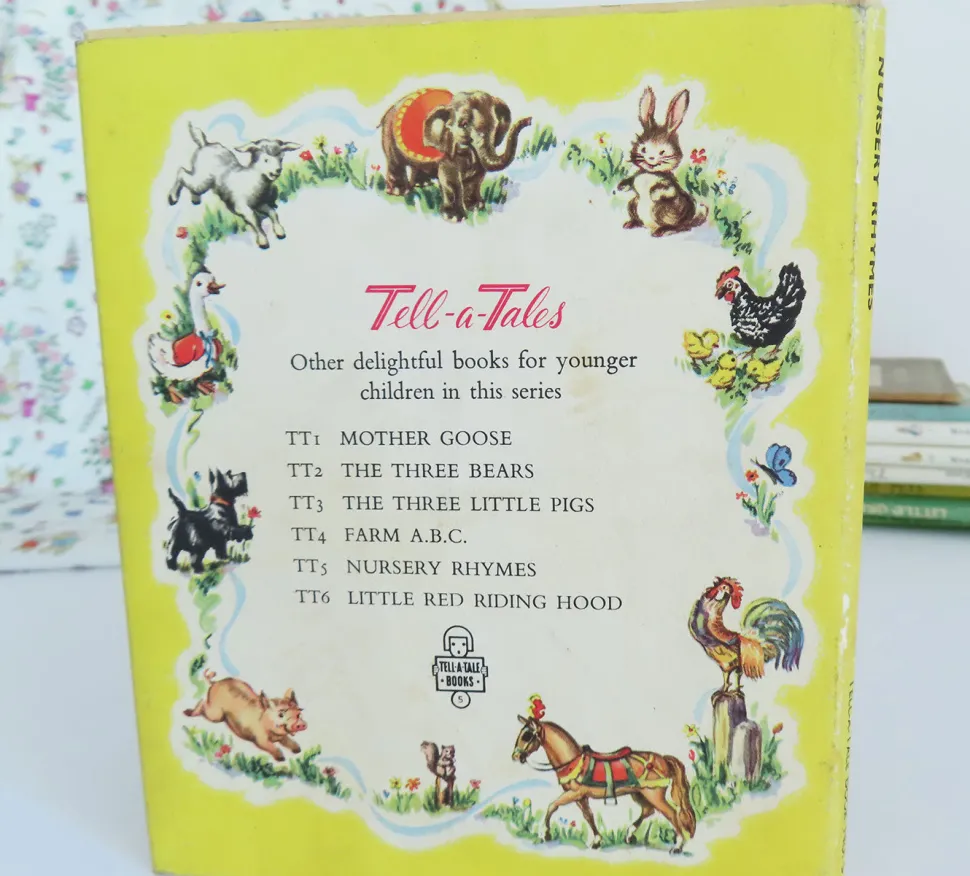 Tell-a-Tales
Other delightful books for younger
children in this series
TT1 MOTHER GOOSE
TT2 THE THREE BEARS
TT3 THE THREE LITTLE PIGS
TT4 FARM A.B.C.
TT5 NURSERY RHYMES
TT6 LITTLE RED RIDING HOOD
TELL-A-TALE
· BOOKS ·
5
NURSERY RHYMES
LITTLE